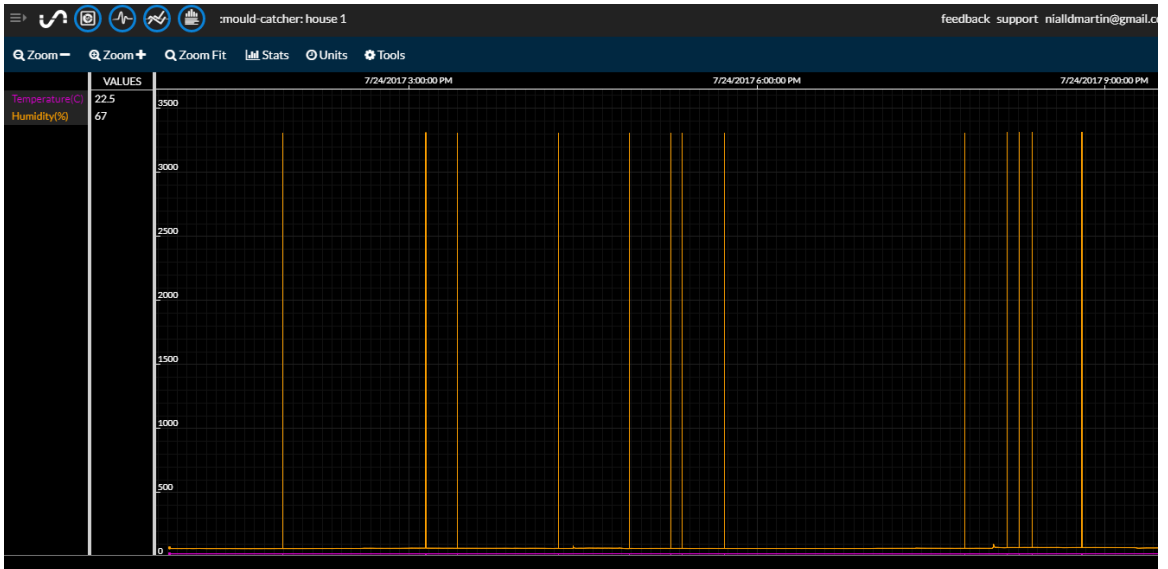 :mould-catcher: house 1
feedback support nialldmartin@gmail.c
Zoom Zoom Zoom Fit Stats Units Tools
VALUES 7/24/2017 3:00:00 PM 7/24/2017 6:00:00 PM 7/24/2017 9:00:00 PM
Temperature(C) 22.5
Humidity(%) 67
3500
3000
2500
2000
1500
1000
500
0